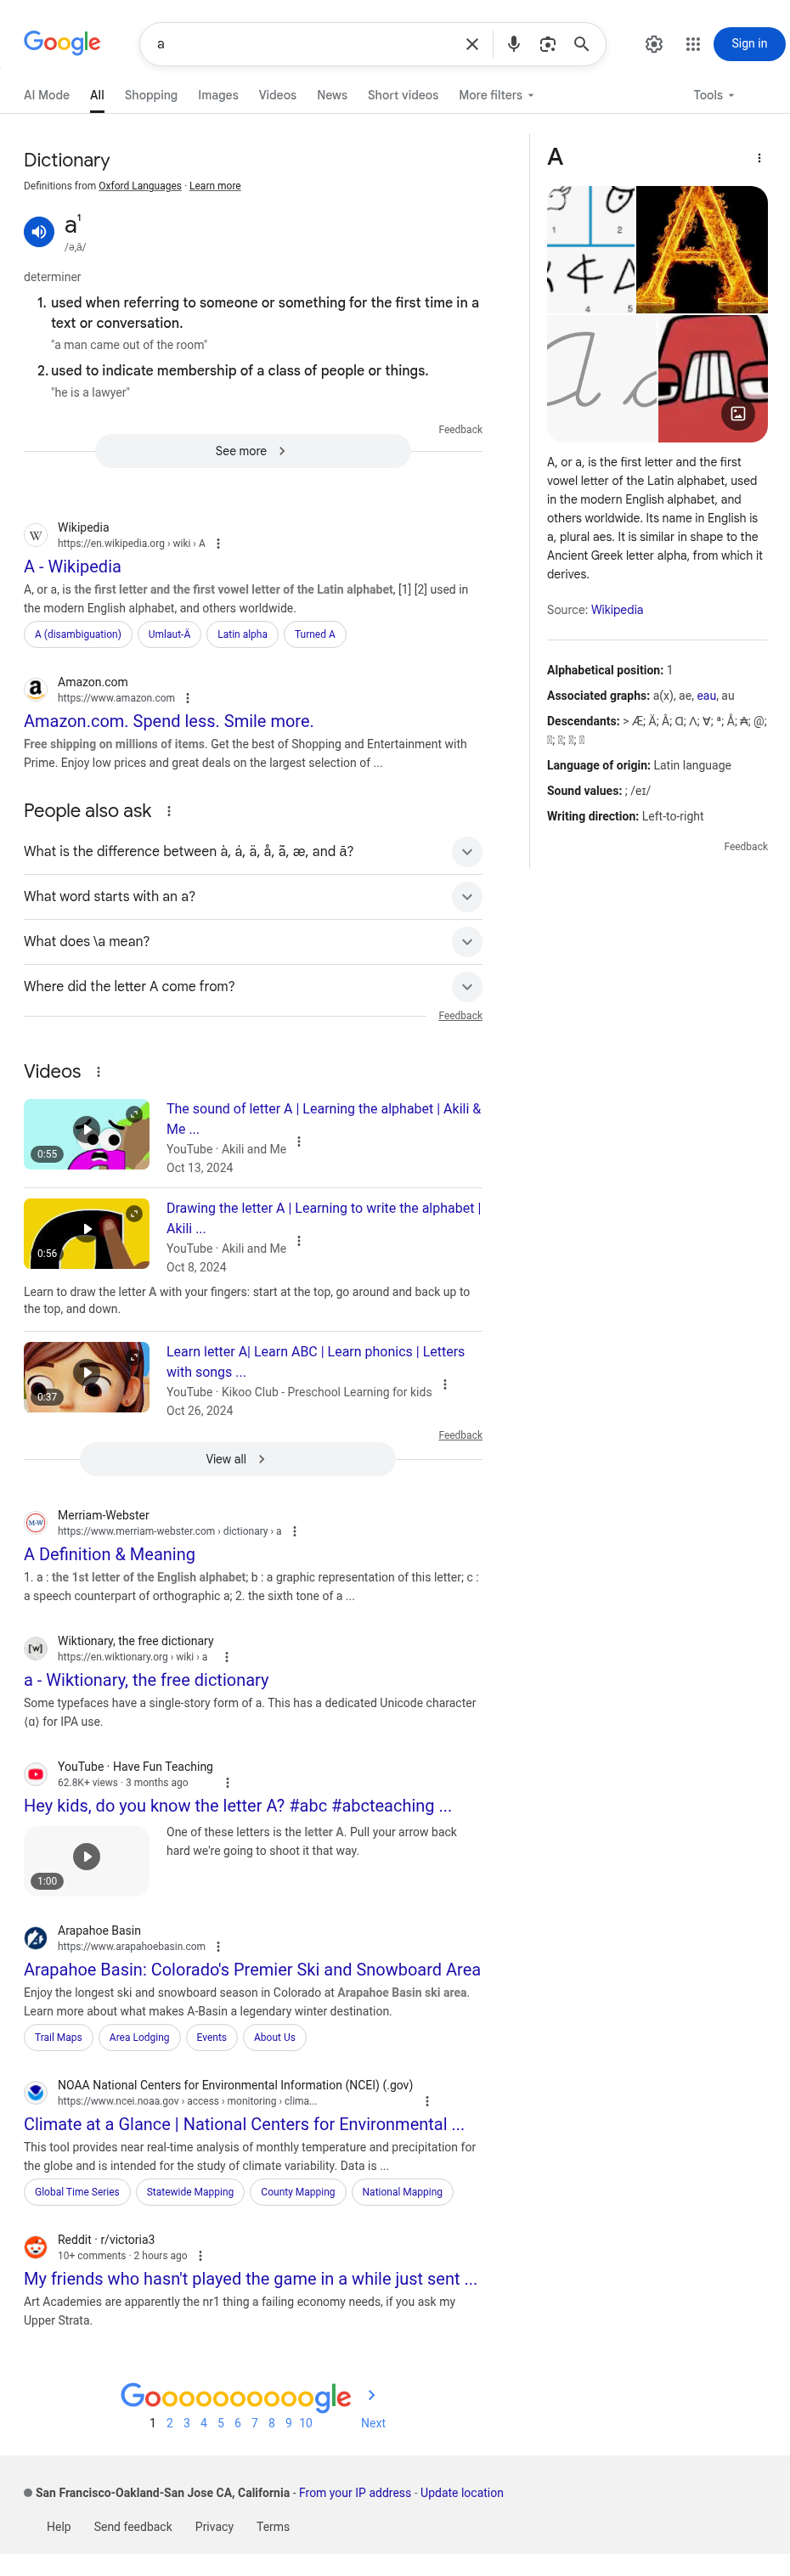 Google
a
Sign in
AI Mode All Shopping Images Videos News Short videos More filters Tools
Dictionary
Definitions from Oxford Languages · Learn more
a¹
/ə,ā/
determiner
1. used when referring to someone or something for the first time in a
text or conversation.
"a man came out of the room"
2. used to indicate membership of a class of people or things.
"he is a lawyer"
Feedback
See more
Wikipedia
https://en.wikipedia.org › wiki › A
A - Wikipedia
A, or a, is the first letter and the first vowel letter of the Latin alphabet, [1] [2] used in
the modern English alphabet, and others worldwide.
A (disambiguation) Umlaut-Ä Latin alpha Turned A
Amazon.com
https://www.amazon.com
Amazon.com. Spend less. Smile more.
Free shipping on millions of items. Get the best of Shopping and Entertainment with
Prime. Enjoy low prices and great deals on the largest selection of ...
People also ask
What is the difference between à, á, ä, å, ã, æ, and ā?
What word starts with an a?
What does \a mean?
Where did the letter A come from?
Feedback
Videos
0:55
The sound of letter A | Learning the alphabet | Akili &
Me ...
YouTube · Akili and Me
Oct 13, 2024
0:56
Drawing the letter A | Learning to write the alphabet |
Akili ...
YouTube · Akili and Me
Oct 8, 2024
Learn to draw the letter A with your fingers: start at the top, go around and back up to
the top, and down.
0:37
Learn letter A| Learn ABC | Learn phonics | Letters
with songs ...
YouTube · Kikoo Club - Preschool Learning for kids
Oct 26, 2024
Feedback
View all
Merriam-Webster
https://www.merriam-webster.com › dictionary › a
A Definition & Meaning
1. a : the 1st letter of the English alphabet; b : a graphic representation of this letter; c :
a speech counterpart of orthographic a; 2. the sixth tone of a ...
Wiktionary, the free dictionary
https://en.wiktionary.org › wiki › a
a - Wiktionary, the free dictionary
Some typefaces have a single-story form of a. This has a dedicated Unicode character
⟨ɑ⟩ for IPA use.
YouTube · Have Fun Teaching
62.8K+ views · 3 months ago
Hey kids, do you know the letter A? #abc #abcteaching ...
1:00
One of these letters is the letter A. Pull your arrow back
hard we're going to shoot it that way.
Arapahoe Basin
https://www.arapahoebasin.com
Arapahoe Basin: Colorado's Premier Ski and Snowboard Area
Enjoy the longest ski and snowboard season in Colorado at Arapahoe Basin ski area.
Learn more about what makes A-Basin a legendary winter destination.
Trail Maps Area Lodging Events About Us
NOAA National Centers for Environmental Information (NCEI) (.gov)
https://www.ncei.noaa.gov › access › monitoring › clima...
Climate at a Glance | National Centers for Environmental ...
This tool provides near real-time analysis of monthly temperature and precipitation for
the globe and is intended for the study of climate variability. Data is ...
Global Time Series Statewide Mapping County Mapping National Mapping
Reddit · r/victoria3
10+ comments · 2 hours ago
My friends who hasn't played the game in a while just sent ...
Art Academies are apparently the nr1 thing a failing economy needs, if you ask my
Upper Strata.
A
1 2
4 5
A
A, or a, is the first letter and the first
vowel letter of the Latin alphabet, used
in the modern English alphabet, and
others worldwide. Its name in English is
a, plural aes. It is similar in shape to the
Ancient Greek letter alpha, from which it
derives.
Source: Wikipedia
Alphabetical position: 1
Associated graphs: a(x), ae, eau, au
Descendants: > Æ; Ä; Â; Ɑ; Ʌ; Ɐ; ª; Å; ₳; @;
Language of origin: Latin language
Sound values: ; /eɪ/
Writing direction: Left-to-right
Feedback
Goooooooooogle
1 2 3 4 5 6 7 8 9 10 Next
San Francisco-Oakland-San Jose CA, California - From your IP address - Update location
Help Send feedback Privacy Terms